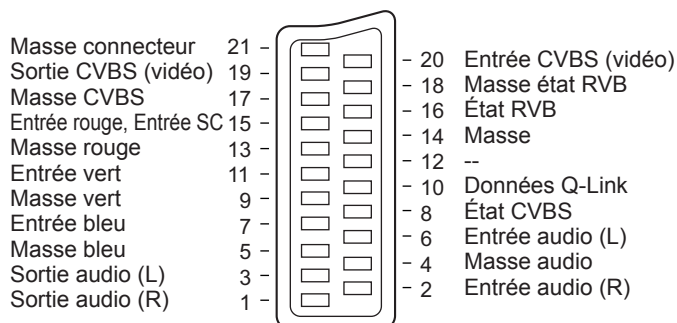 Masse connecteur 21
Sortie CVBS (vidéo) 19
Masse CVBS 17
Entrée rouge, Entrée SC 15
Masse rouge 13
Entrée vert 11
Masse vert 9
Entrée bleu 7
Masse bleu 5
Sortie audio (L) 3
Sortie audio (R) 1
20 Entrée CVBS (vidéo)
18 Masse état RVB
16 État RVB
14 Masse
12 --
10 Données Q-Link
8 État CVBS
6 Entrée audio (L)
4 Masse audio
2 Entrée audio (R)